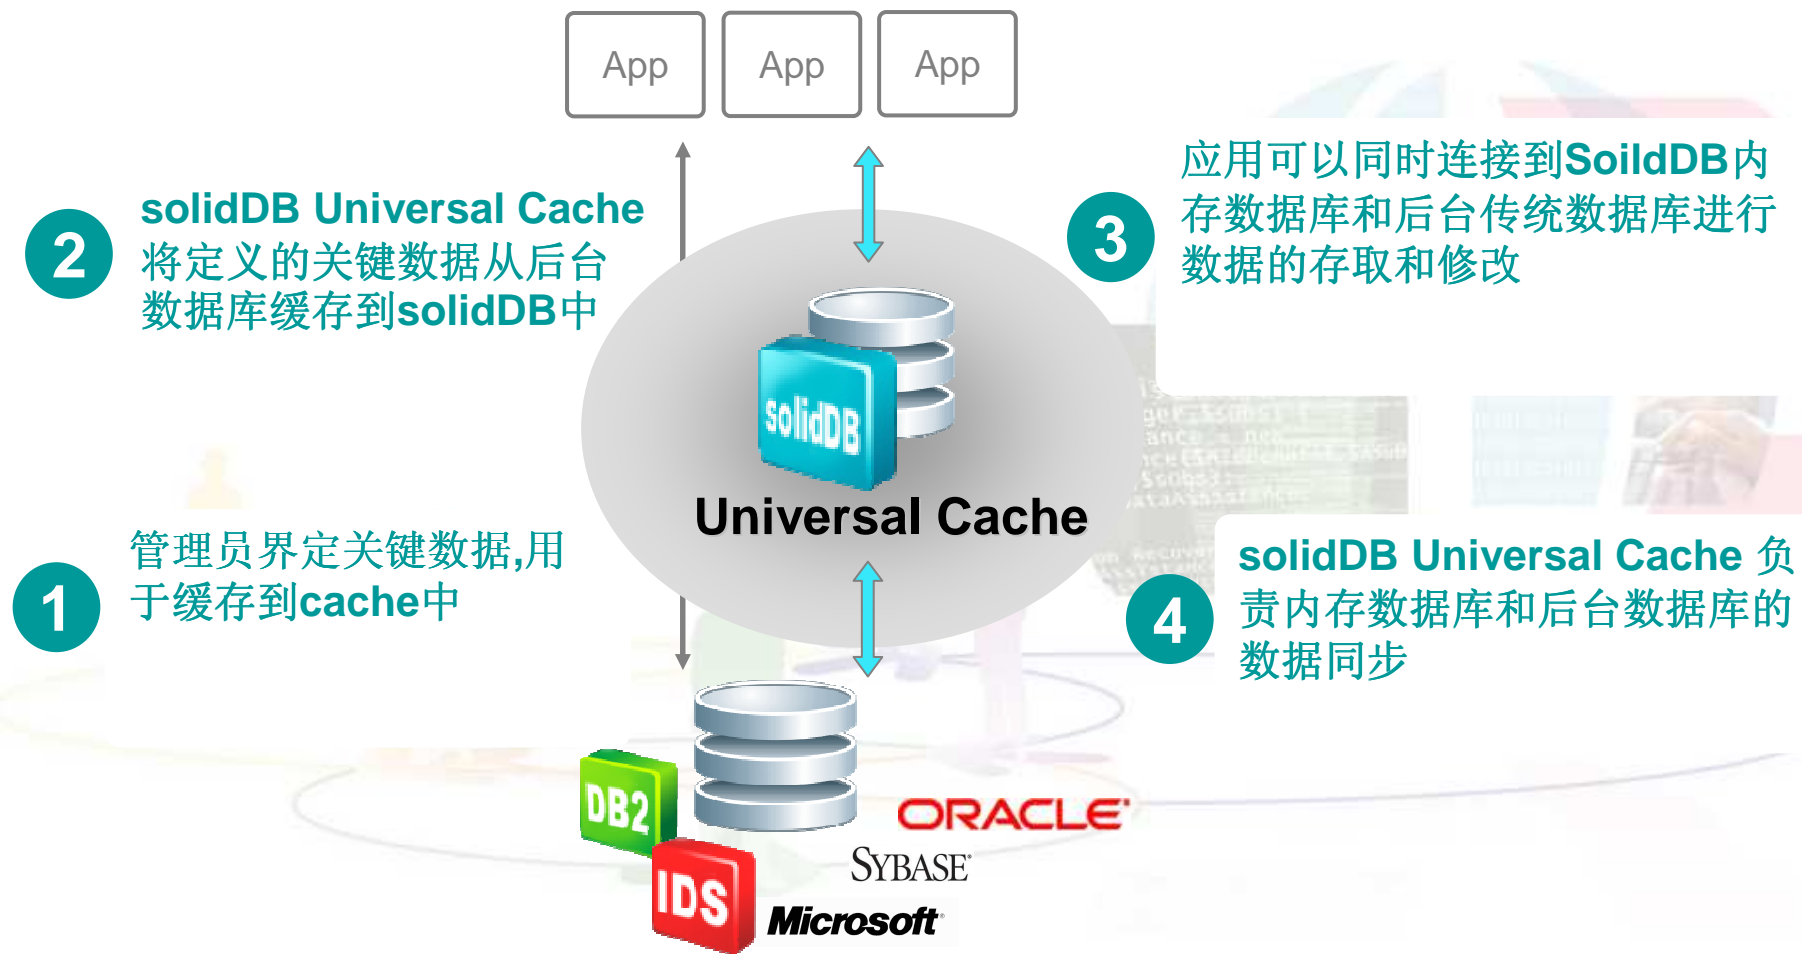 App
App
App
2
solidDB Universal Cache
将定义的关键数据从后台
数据库缓存到solidDB中
3
应用可以同时连接到SoildDB内
存数据库和后台传统数据库进行
数据的存取和修改
solidDB
Universal Cache
1
管理员界定关键数据,用
于缓存到cache中
4
solidDB Universal Cache 负
责内存数据库和后台数据库的
数据同步
DB2
IDS
ORACLE
SYBASE
Microsoft